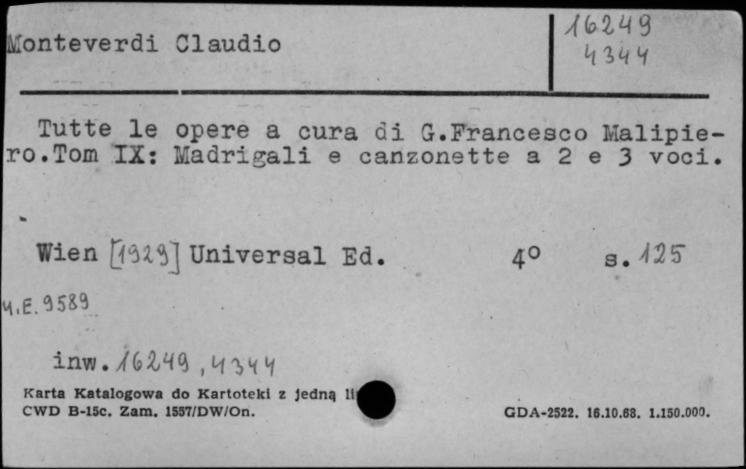 16249
Monteverdi Claudio
4344
Tutte le opere a cura di G.Francesco Malipie-
ro.Tom IX: Madrigali e canzonette a 2 e 3 voci.
Wien [1929] Universal Ed. 4° s. 125
U.E. 9589
inw. 16249, 4344
Karta Katalogowa do Kartoteki z jedną
CWD B-15c. Zam. 1557/DW/On.
GDA-2522. 16.10.68. 1.150.000.